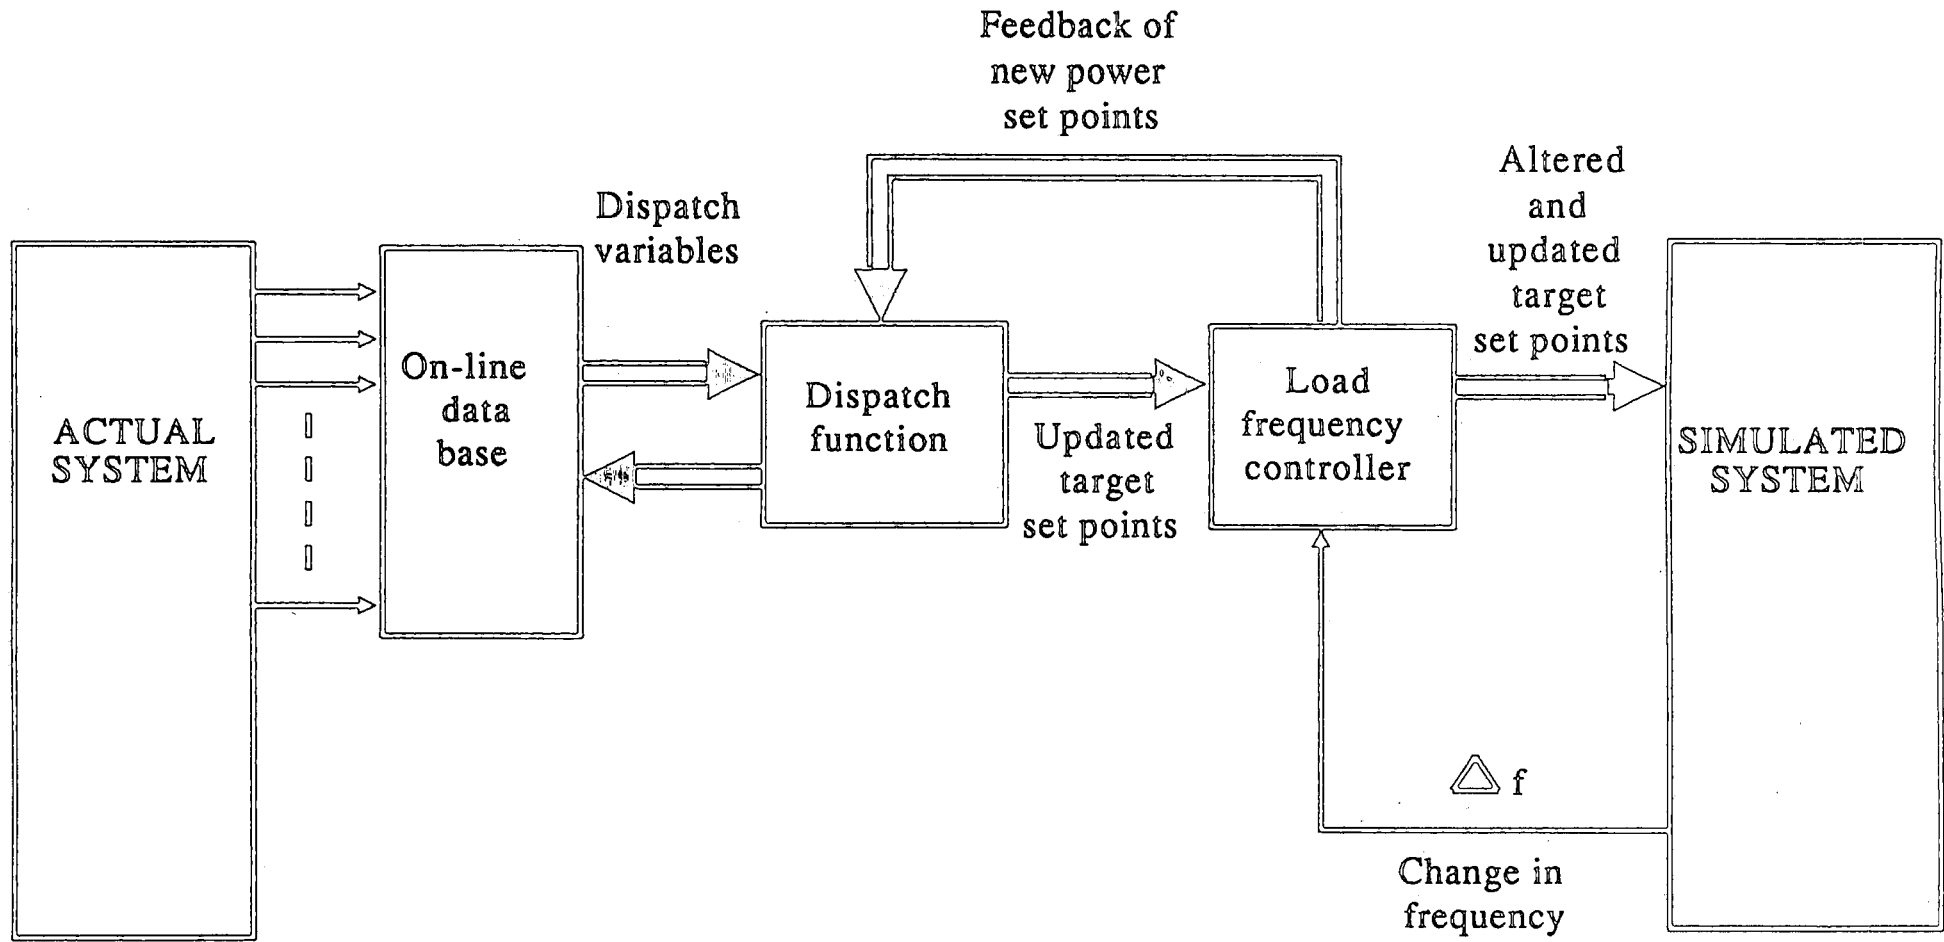 Feedback of
new power
set points
Dispatch
variables
Altered
and
updated
target
set points
ACTUAL
SYSTEM
On-line
data
base
Dispatch
function
Updated
target
set points
Load
frequency
controller
SIMULATED
SYSTEM
△ f
Change in
frequency